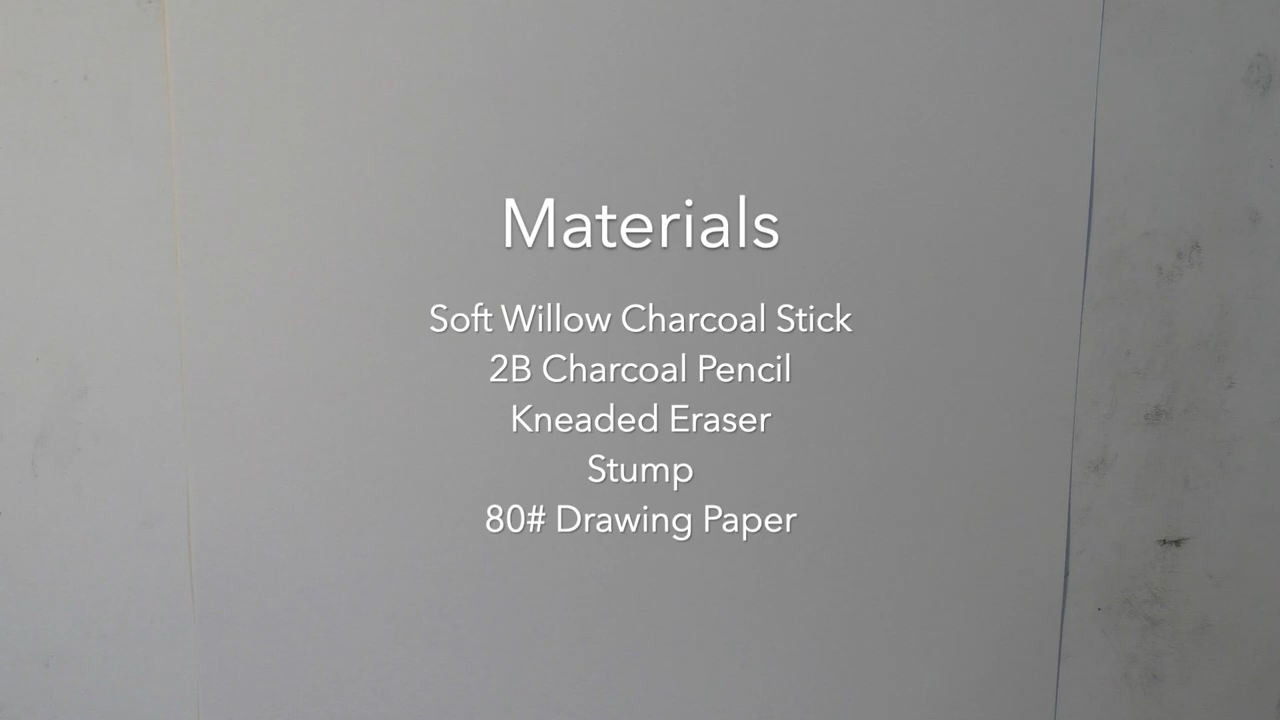 Materials
Soft Willow Charcoal Stick
2B Charcoal Pencil
Kneaded Eraser
Stump
80# Drawing Paper